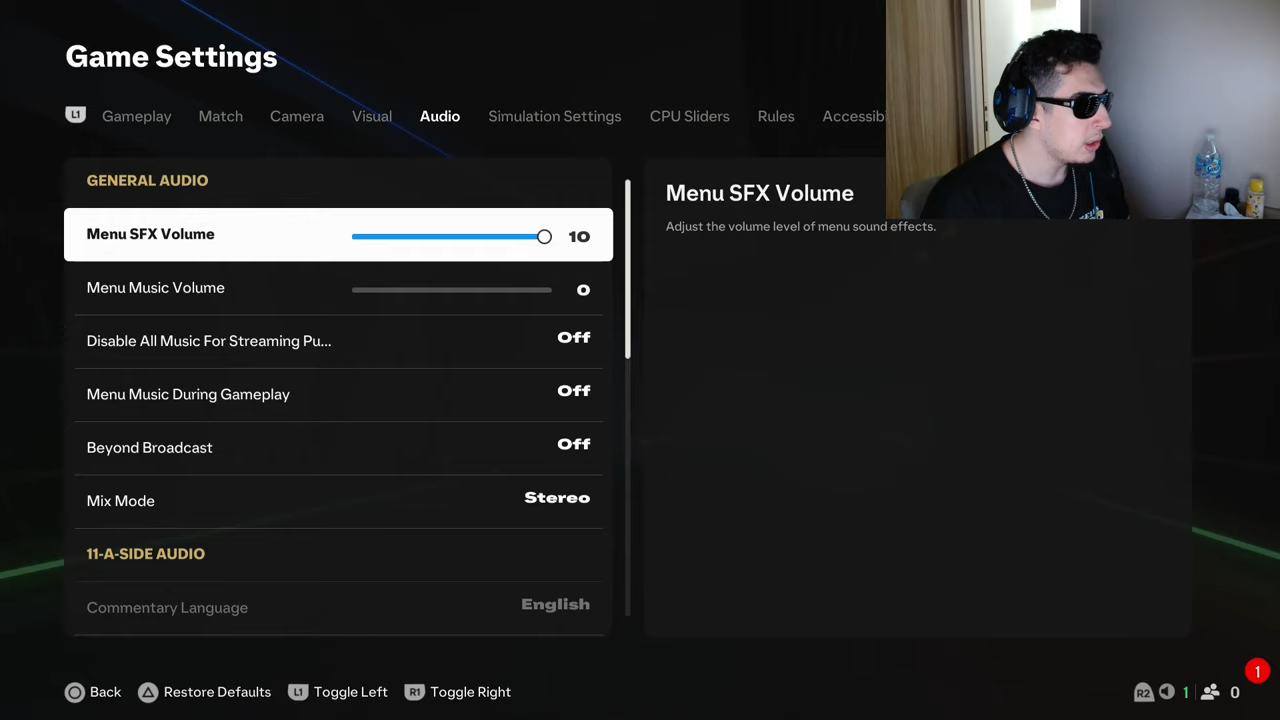 Game Settings
L1 Gameplay Match Camera Visual Audio Simulation Settings CPU Sliders Rules Accessibi
GENERAL AUDIO
Menu SFX Volume 10
Menu Music Volume 0
Disable All Music For Streaming Pu... Off
Menu Music During Gameplay Off
Beyond Broadcast Off
Mix Mode Stereo
11-A-SIDE AUDIO
Commentary Language English
Menu SFX Volume
Adjust the volume level of menu sound effects.
Back Restore Defaults L1 Toggle Left R1 Toggle Right
R2 1 0
1